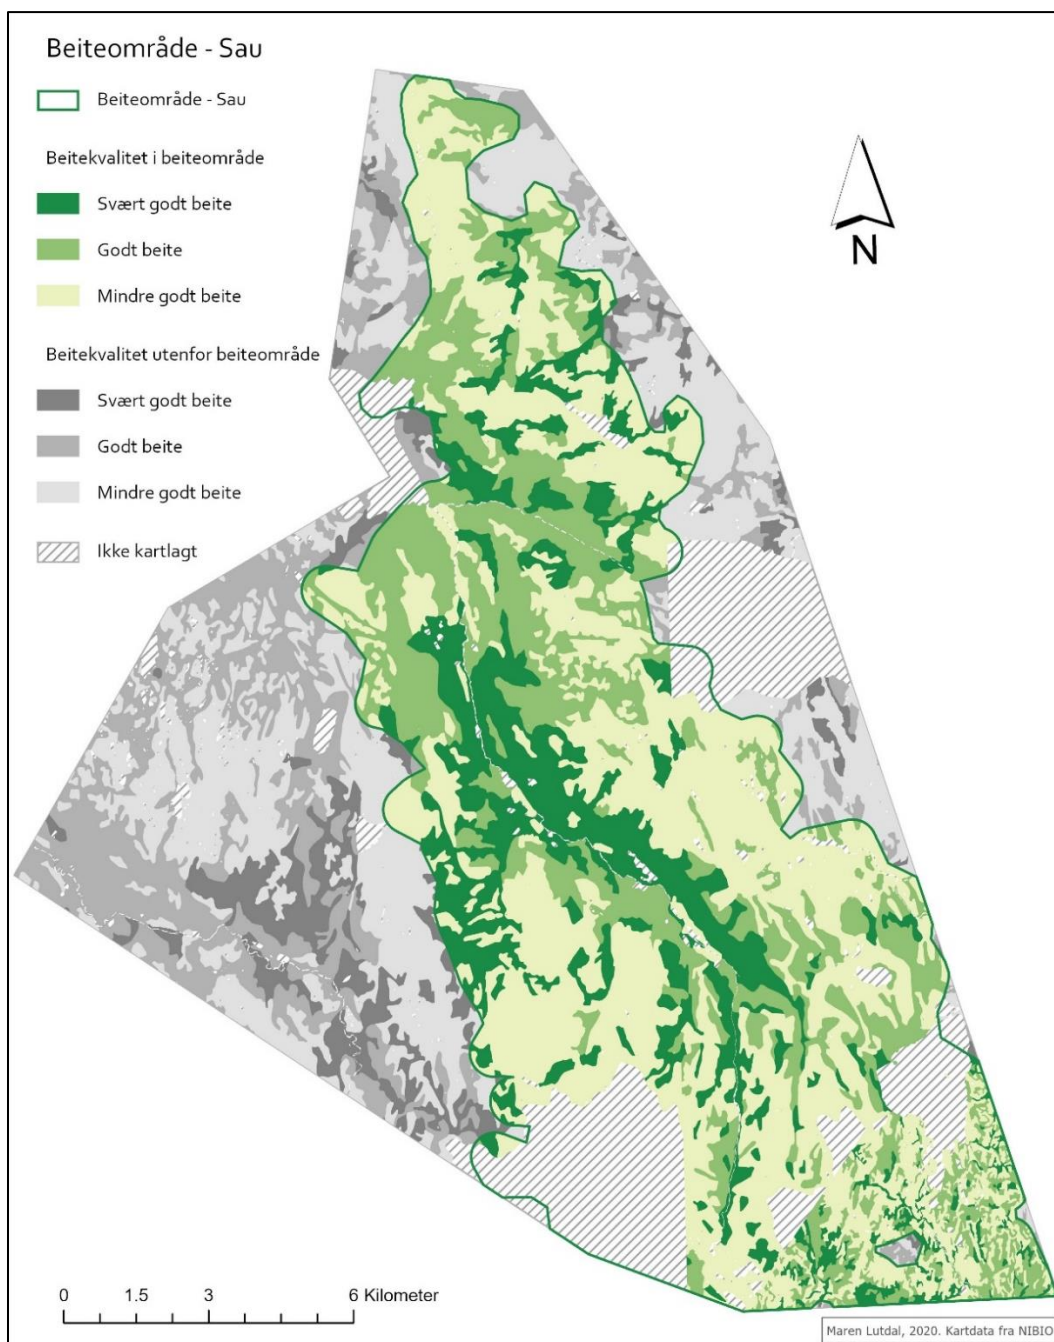 Beiteområde - Sau
Beiteområde - Sau
Beitekvalitet i beiteområde
Svært godt beite
Godt beite
Mindre godt beite
Beitekvalitet utenfor beiteområde
Svært godt beite
Godt beite
Mindre godt beite
Ikke kartlagt
N
0 1.5 3 6 Kilometer
Maren Lutdal, 2020. Kartdata fra NIBIO